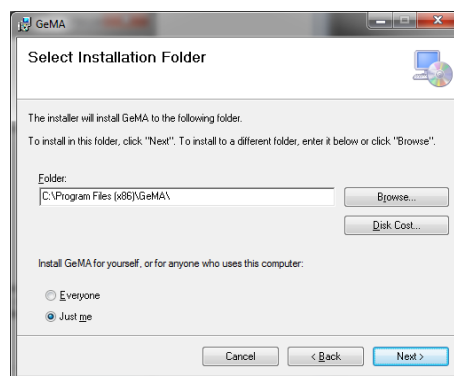 GeMA
Select Installation Folder
The installer will install GeMA to the following folder.
To install in this folder, click "Next". To install to a different folder, enter it below or click "Browse".
Folder:
C:\Program Files (x86)\GeMA\
Browse...
Disk Cost...
Install GeMA for yourself, or for anyone who uses this computer:
Everyone
Just me
Cancel
< Back
Next >